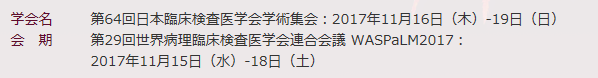 学会名 第64回日本臨床検査医学会学術集会：2017年11月16日（木）-19日（日）
会　期 第29回世界病理臨床検査医学会連合会議 WASPaLM2017：
2017年11月15日（水）-18日（土）